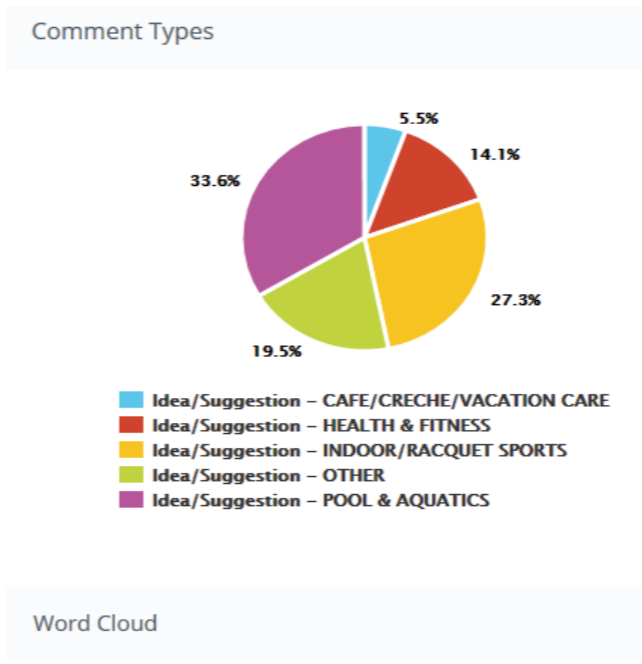 Comment Types
5.5%
14.1%
33.6%
27.3%
19.5%
Idea/Suggestion – CAFE/CRECHE/VACATION CARE
Idea/Suggestion – HEALTH & FITNESS
Idea/Suggestion – INDOOR/RACQUET SPORTS
Idea/Suggestion – OTHER
Idea/Suggestion – POOL & AQUATICS
Word Cloud